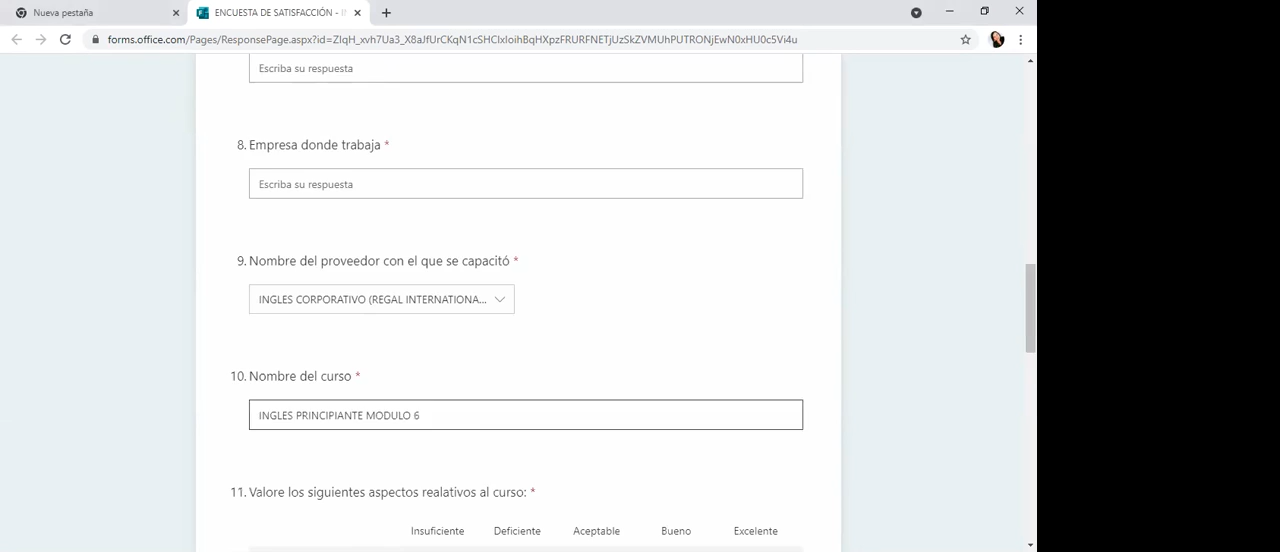 Nueva pestaña
ENCUESTA DE SATISFACCIÓN - I
forms.office.com/Pages/ResponsePage.aspx?id=ZIqH_xvh7Ua3_X8aJfUrCKqN1cSHClxIoihBqHXpzFRURFNETjUzSkZVMUhPUTRONjEwN0xHU0c5Vi4u
Escriba su respuesta
8. Empresa donde trabaja *
Escriba su respuesta
9. Nombre del proveedor con el que se capacitó *
INGLES CORPORATIVO (REGAL INTERNATIONA...
10. Nombre del curso *
INGLES PRINCIPIANTE MODULO 6
11. Valore los siguientes aspectos realativos al curso: *
Insuficiente Deficiente Aceptable Bueno Excelente